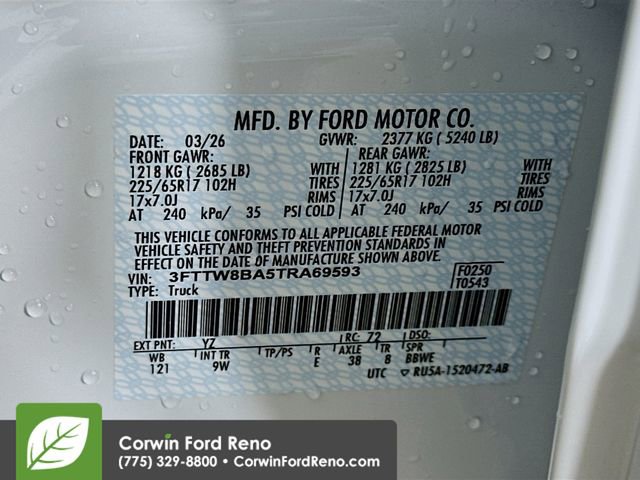 MFD. BY FORD MOTOR CO.
DATE: 03/26 GVWR: 2377 KG ( 5240 LB)
FRONT GAWR: REAR GAWR:
1218 KG ( 2685 LB) WITH 1281 KG ( 2825 LB) WITH
225/65R17 102H TIRES 225/65R17 102H TIRES
17x7.0J RIMS 17x7.0J RIMS
AT 240 kPa/ 35 PSI COLD AT 240 kPa/ 35 PSI COLD
THIS VEHICLE CONFORMS TO ALL APPLICABLE FEDERAL MOTOR
VEHICLE SAFETY AND THEFT PREVENTION STANDARDS IN
EFFECT ON THE DATE OF MANUFACTURE SHOWN ABOVE.
VIN: 3FTTW8BA5TRA69593 F0250
TYPE: Truck T0543
EXT PNT: YZ RC: 72 DSO:
WB INT TR TP/PS R AXLE TR SPR
121 9W E 38 8 BBWE
UTC ▼ RU5A-1520472-AB
Corwin Ford Reno
(775) 329-8800 • CorwinFordReno.com